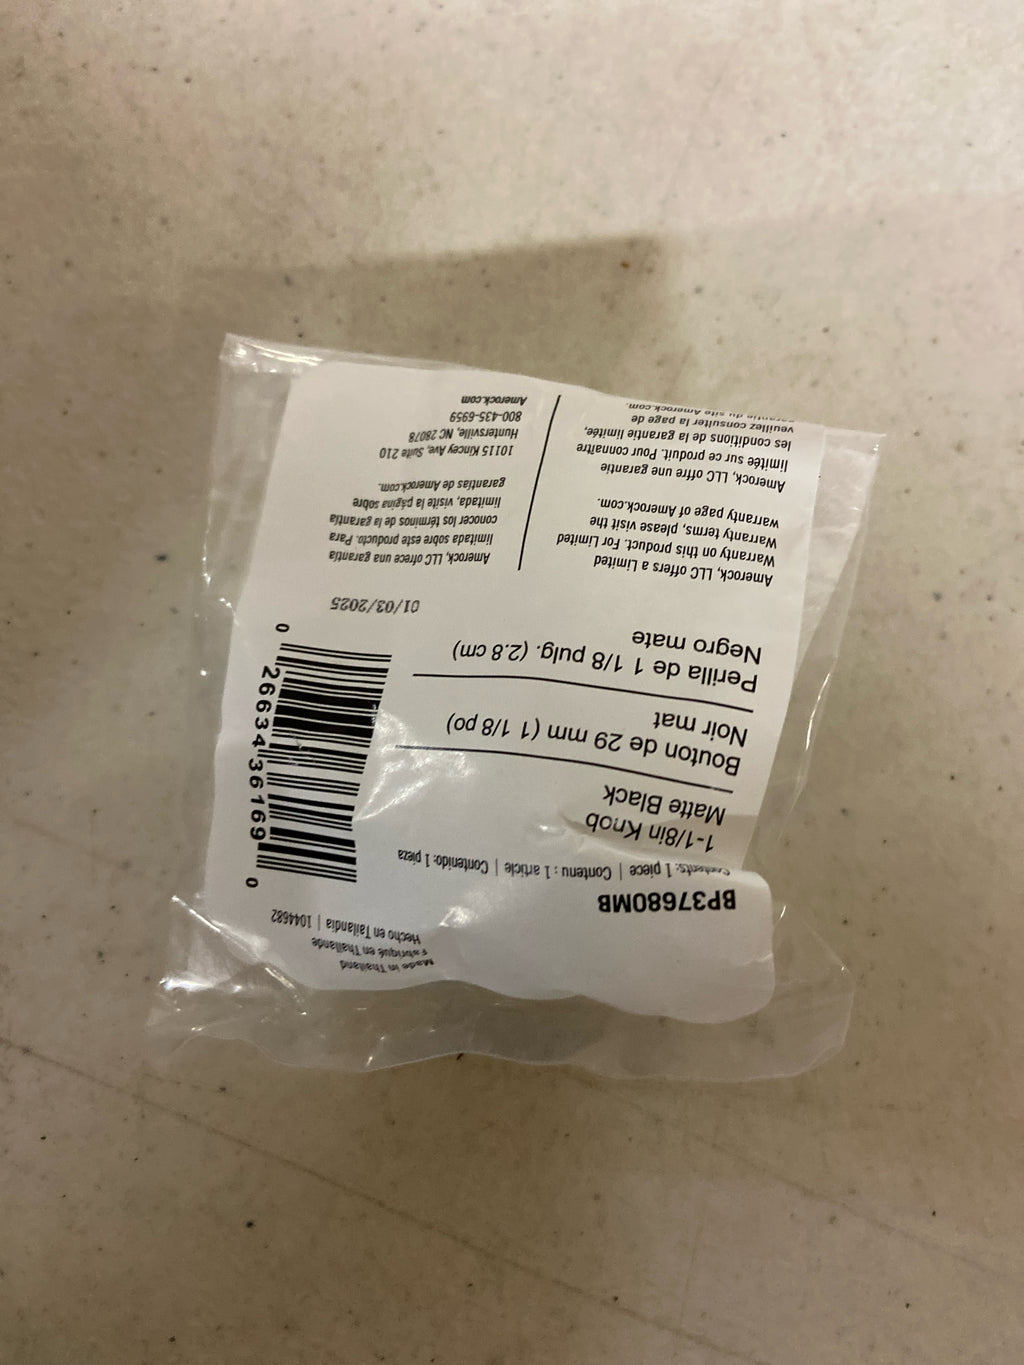 Made in Thailand
Fabriqué en Thaïlande
Hecho en Tailandia | 1044682
BP37680MB
Contents: 1 piece | Contenu : 1 article | Contenido: 1 pieza
1-1/8in Knob
Matte Black
Bouton de 29 mm (1 1/8 po)
Noir mat
Perilla de 1 1/8 pulg. (2.8 cm)
Negro mate
0 26634 36169 0
01/03/2025
Amerock, LLC offers a Limited
Warranty on this product. For Limited
Warranty terms, please visit the
warranty page of Amerock.com.
Amerock, LLC offre une garantie
limitée sur ce produit. Pour connaître
les conditions de la garantie limitée,
veuillez consulter la page de
garantie du site Amerock.com.
Amerock, LLC ofrece una garantía
limitada sobre este producto. Para
conocer los términos de la garantía
limitada, visite la página sobre
garantías de Amerock.com.
10115 Kincey Ave, Suite 210
Huntersville, NC 28078
800-435-6959
Amerock.com